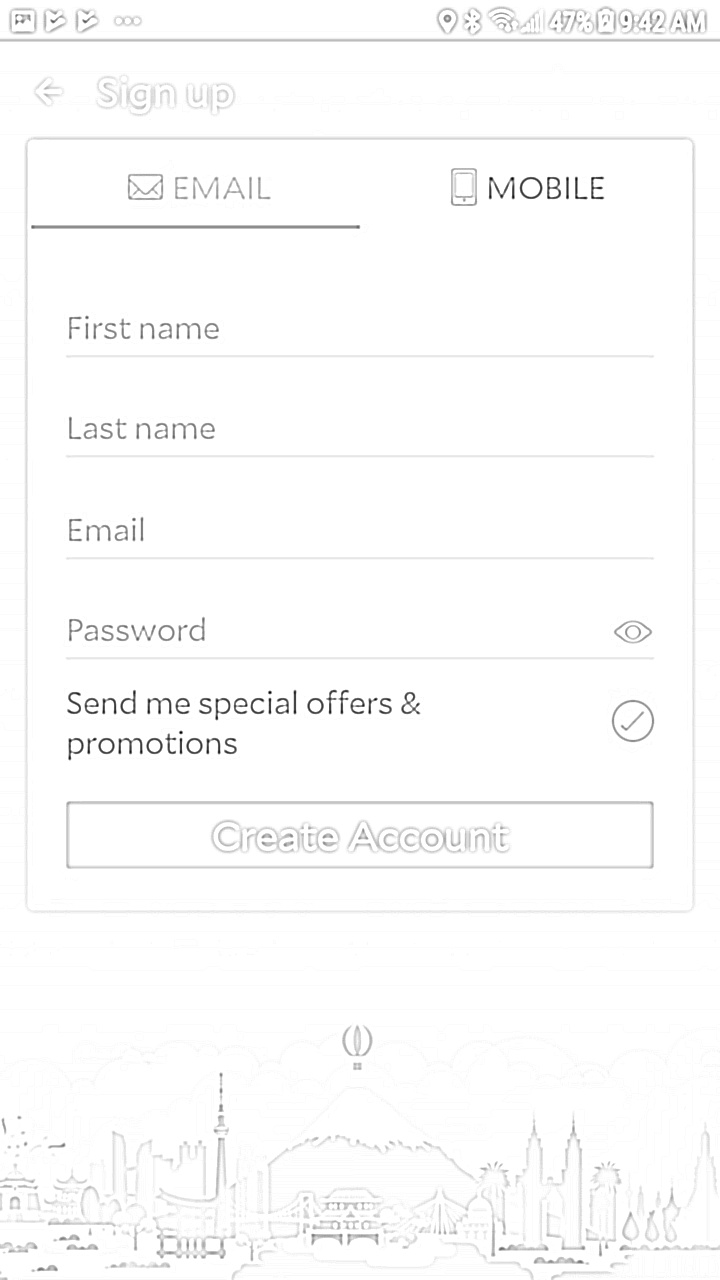 47% 9:42 AM
Sign up
EMAIL MOBILE
First name
Last name
Email
Password
Send me special offers &
promotions
Create Account